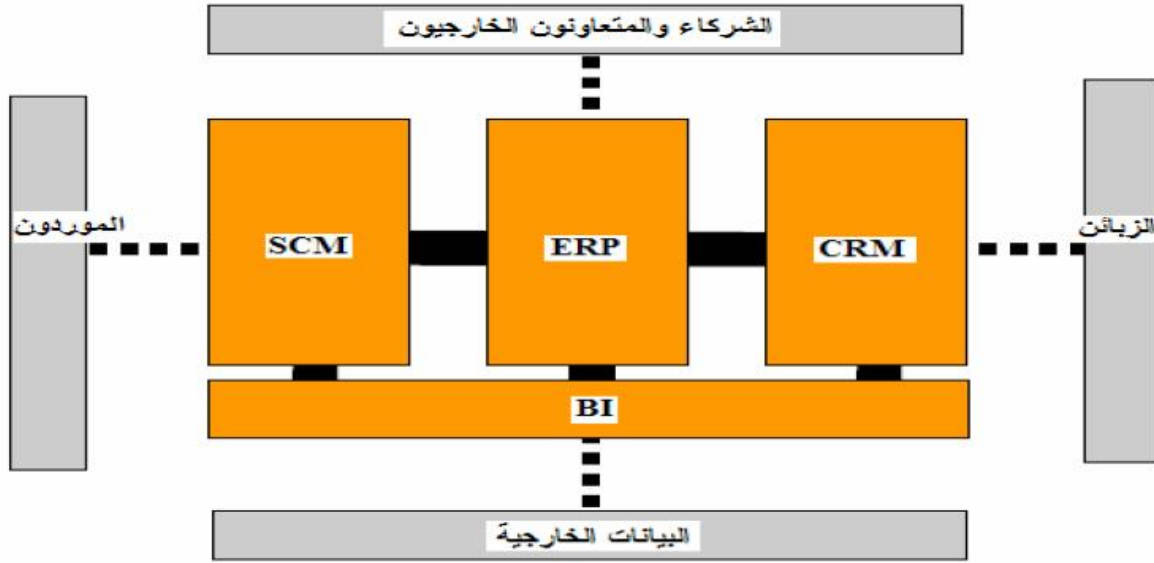 الشركاء والمتعاونون الخارجيون
الموردون
الزبائن
SCM
ERP
CRM
BI
البيانات الخارجية